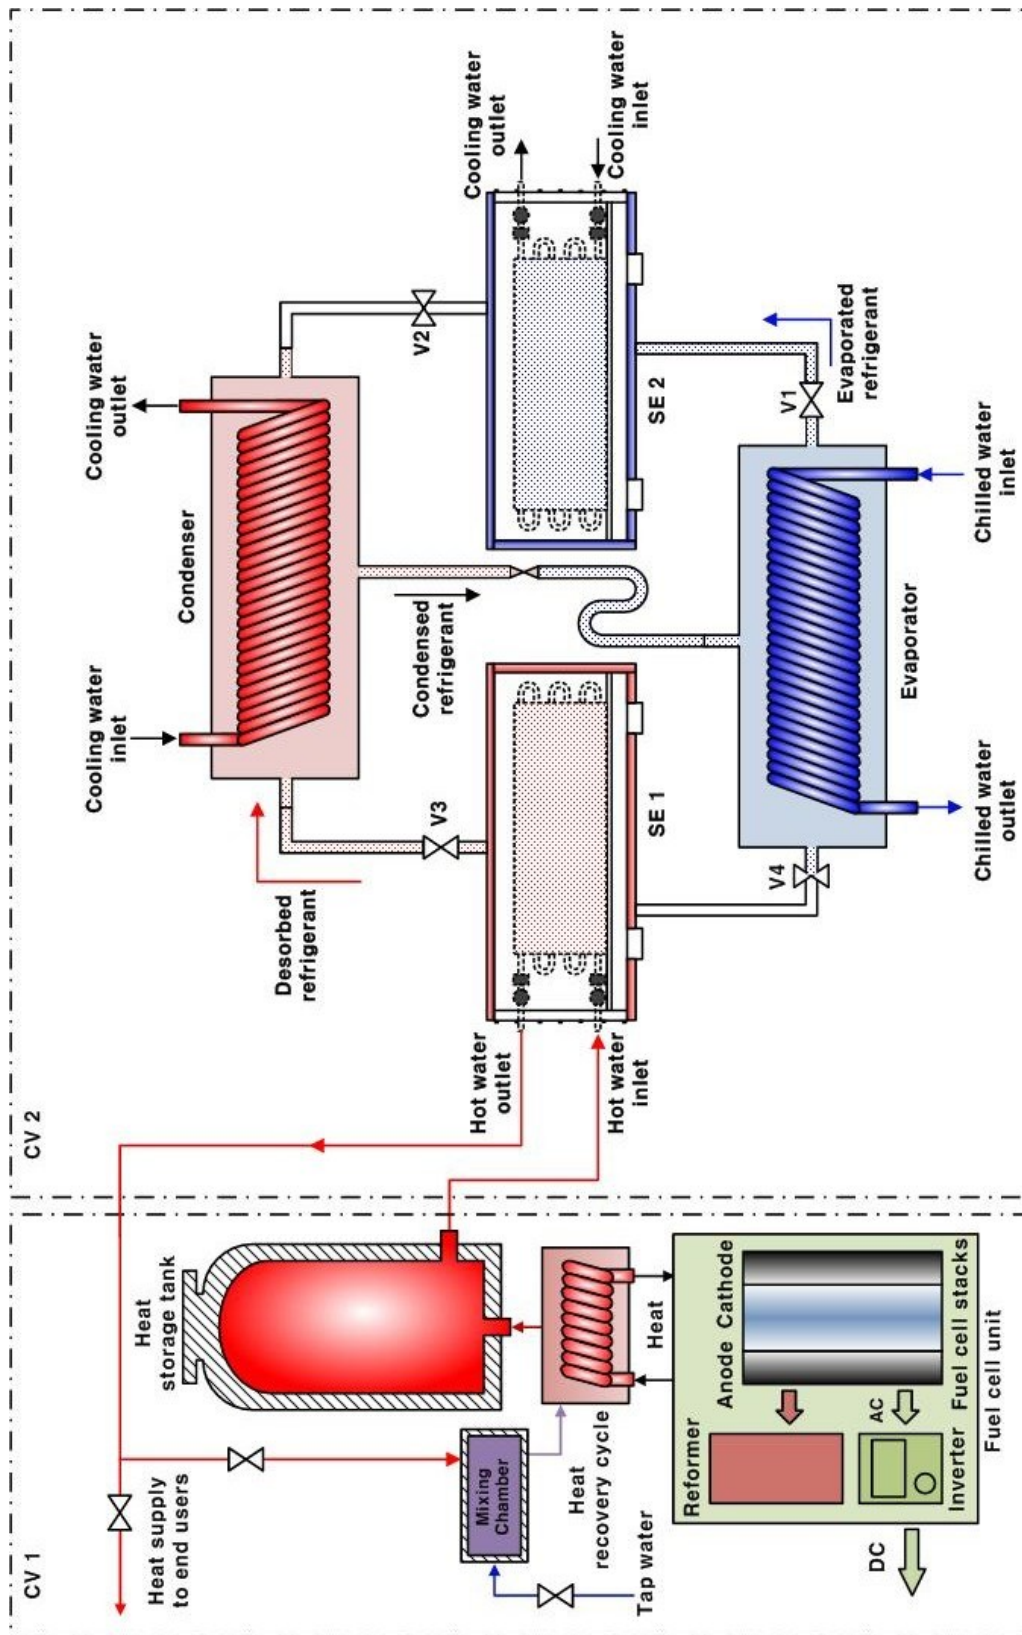 CV 1
CV 2
Heat supply
to end users
Heat
storage tank
Mixing
Chamber
Tap water
Heat
recovery cycle
Heat
Reformer
Anode
Cathode
AC
Inverter
DC
Fuel cell stacks
Fuel cell unit
Hot water
outlet
Hot water
inlet
Desorbed
refrigerant
V3
SE 1
V4
Cooling water
inlet
Condenser
Cooling water
outlet
Condensed
refrigerant
V2
Cooling water
outlet
Cooling water
inlet
SE 2
V1
Evaporated
refrigerant
Evaporator
Chilled water
outlet
Chilled water
inlet